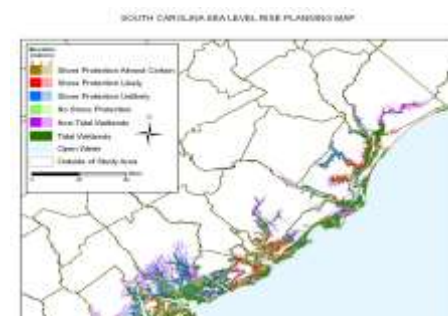 SOUTH CAROLINA SEA LEVEL RISE PLANNING MAP
Shore Protection Almost Certain
Shore Protection Likely
Shore Protection Unlikely
No Shore Protection
Non-Tidal Wetlands
Tidal Wetlands
Open Water
Outside of Study Area